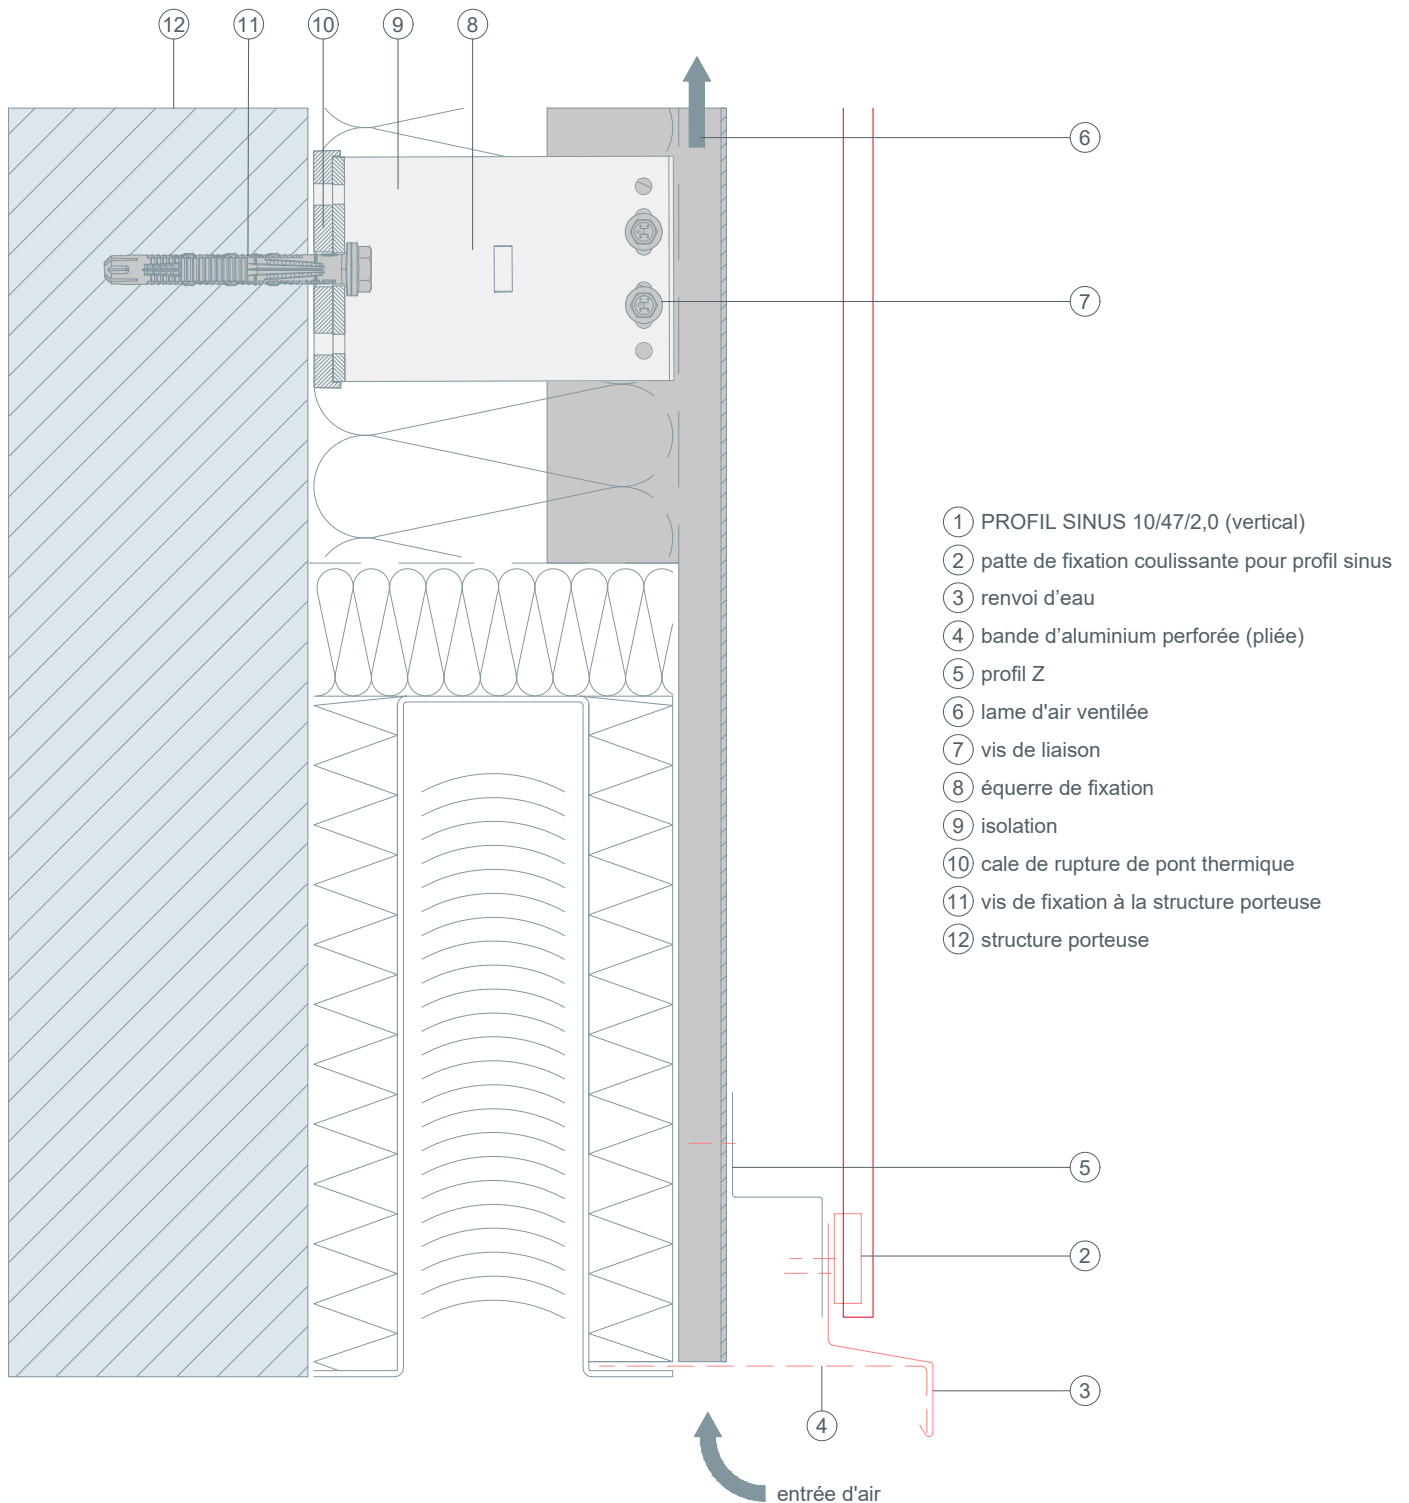 12 11 10 9 8
6
7
1 PROFIL SINUS 10/47/2,0 (vertical)
2 patte de fixation coulissante pour profil sinus
3 renvoi d’eau
4 bande d’aluminium perforée (pliée)
5 profil Z
6 lame d'air ventilée
7 vis de liaison
8 équerre de fixation
9 isolation
10 cale de rupture de pont thermique
11 vis de fixation à la structure porteuse
12 structure porteuse
5
2
3
4
entrée d'air